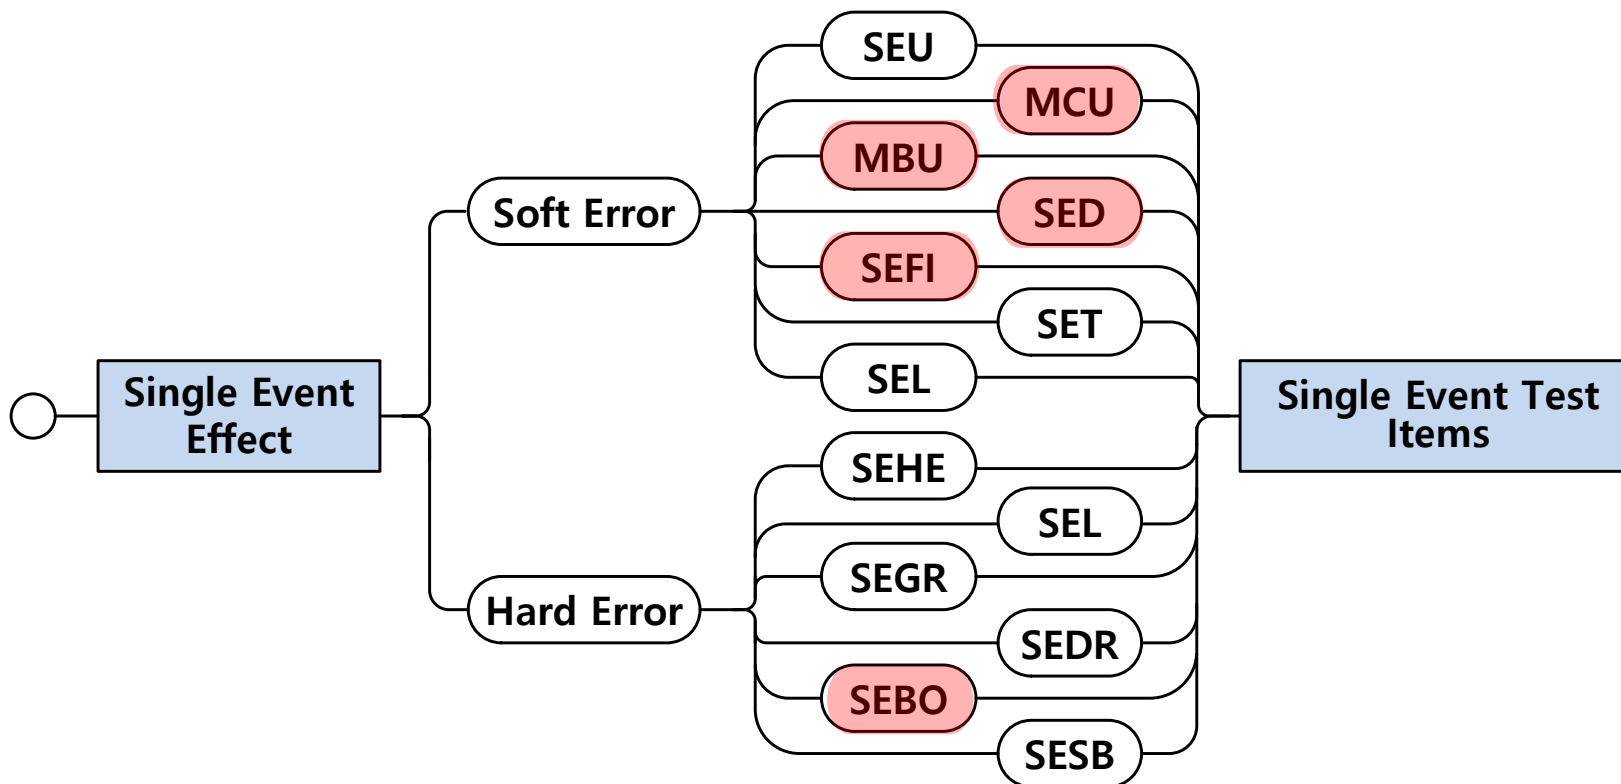 Single Event
Effect
Soft Error
Hard Error
SEU
MCU
MBU
SED
SEFI
SET
SEL
SEHE
SEL
SEGR
SEDR
SEBO
SESB
Single Event Test
Items